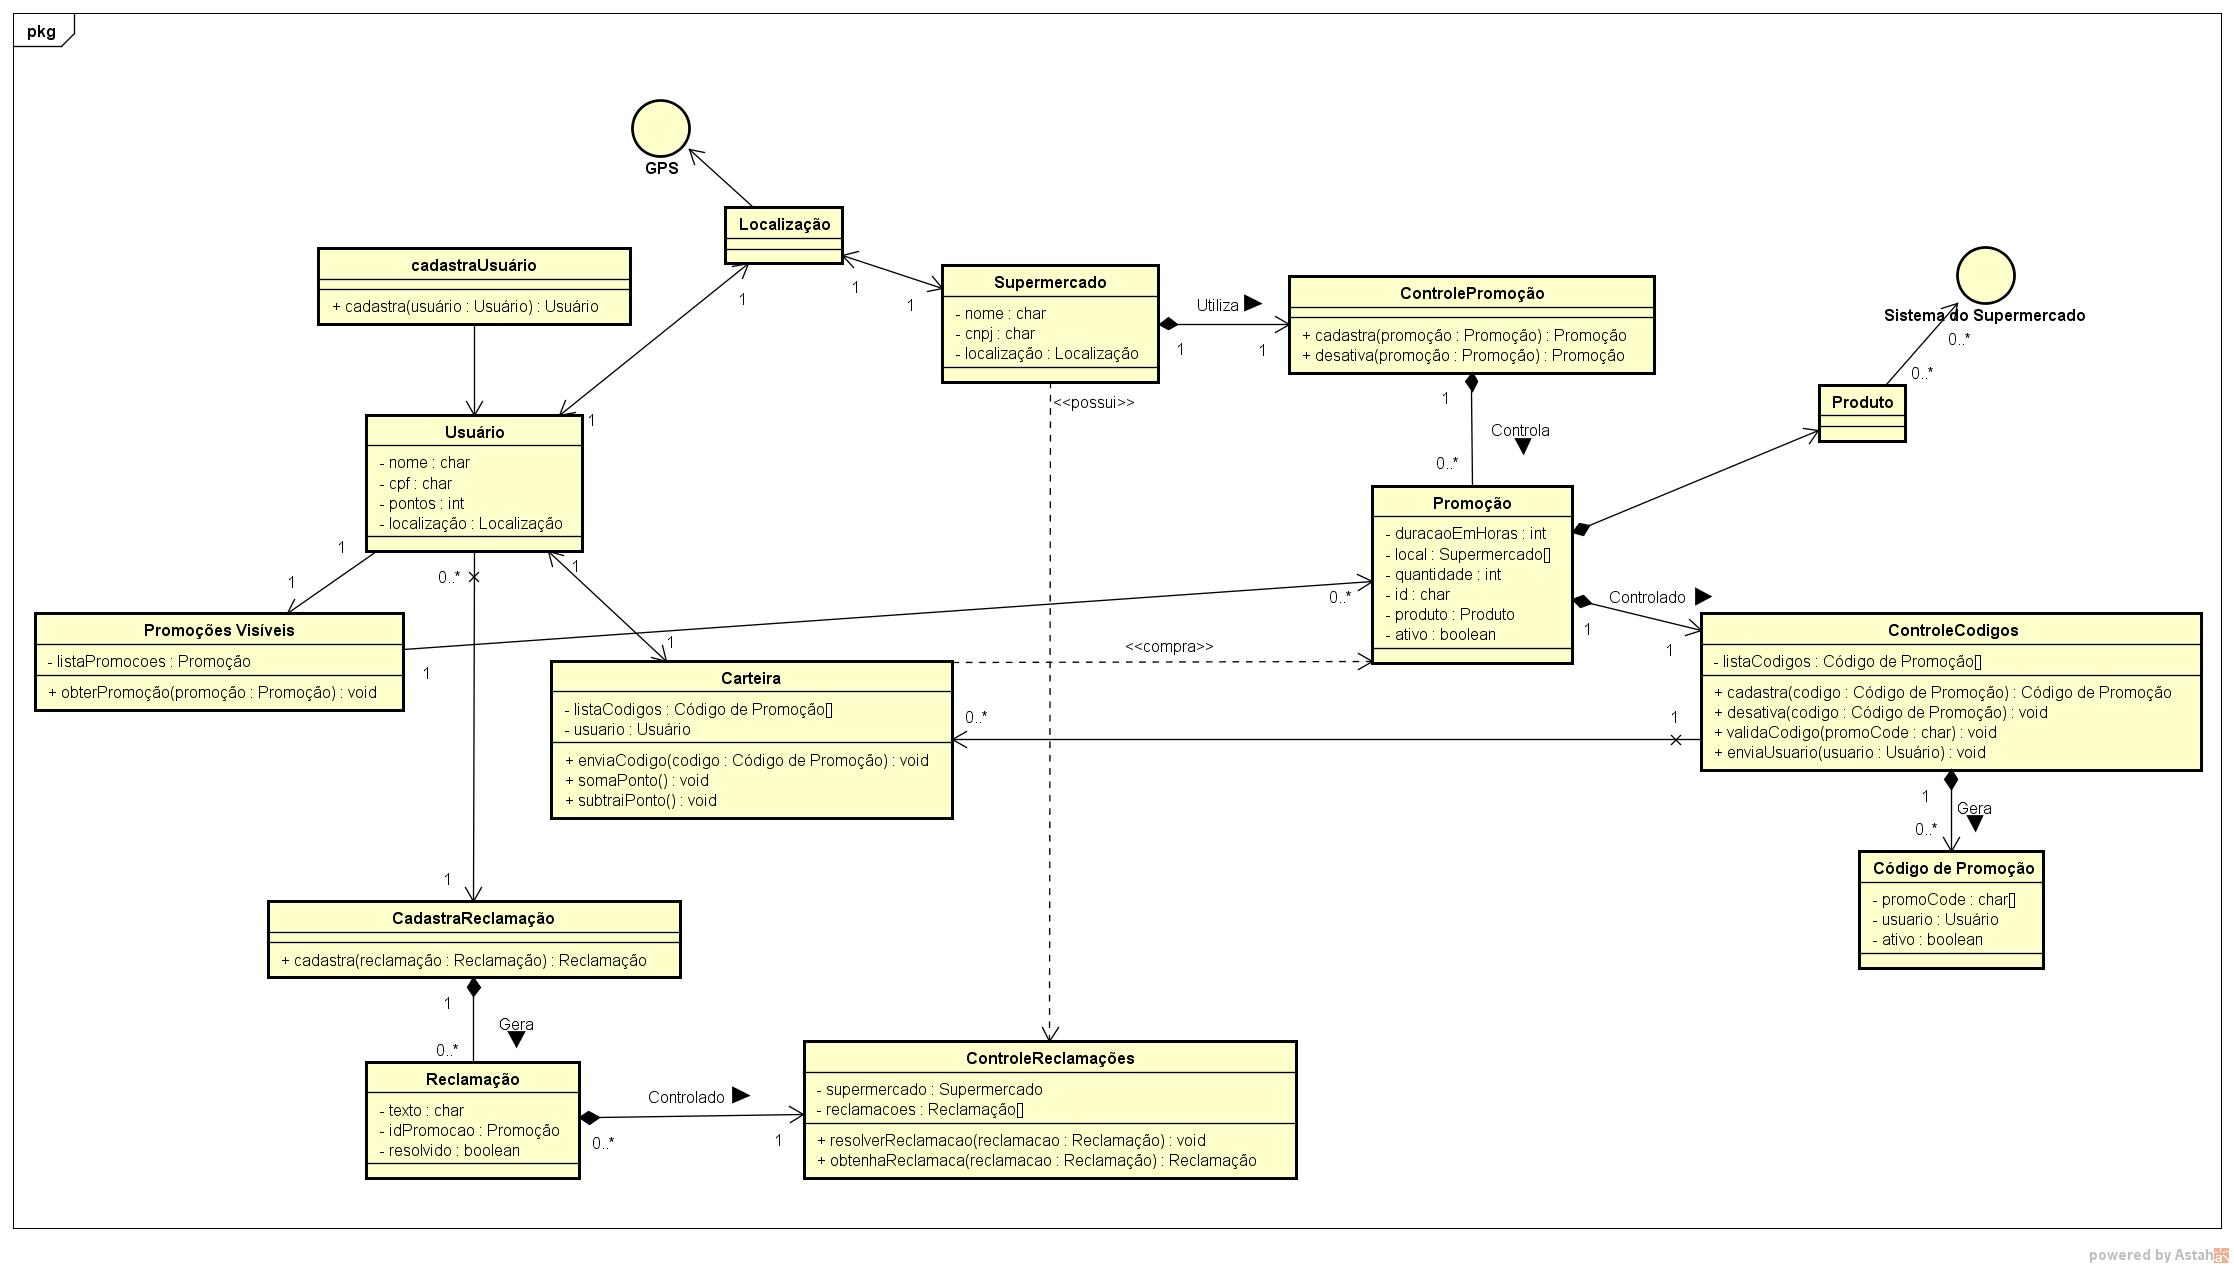 pkg
GPS
Localização
1
1
1
1
cadastraUsuário
+ cadastra(usuário : Usuário) : Usuário
Supermercado
- nome : char
- cnpj : char
- localização : Localização
Utiliza
1
1
ControlePromoção
+ cadastra(promoção : Promoção) : Promoção
+ desativa(promoção : Promoção) : Promoção
Sistema do Supermercado
0..*
0..*
Produto
<<possui>>
1
Controla
0..*
Usuário
- nome : char
- cpf : char
- pontos : int
- localização : Localização
1
1
0..*
1
1
Promoção
- duracaoEmHoras : int
- local : Supermercado[]
- quantidade : int
- id : char
- produto : Produto
- ativo : boolean
0..*
1
Controlado
1
1
Promoções Visíveis
- listaPromocoes : Promoção
+ obterPromoção(promoção : Promoção) : void
<<compra>>
Carteira
- listaCodigos : Código de Promoção[]
- usuario : Usuário
+ enviaCodigo(codigo : Código de Promoção) : void
+ somaPonto() : void
+ subtraiPonto() : void
0..*
1
ControleCodigos
- listaCodigos : Código de Promoção[]
+ cadastra(codigo : Código de Promoção) : Código de Promoção
+ desativa(codigo : Código de Promoção) : void
+ validaCodigo(promoCode : char) : void
+ enviaUsuario(usuario : Usuário) : void
1
Gera
0..*
Código de Promoção
- promoCode : char[]
- usuario : Usuário
- ativo : boolean
1
CadastraReclamação
+ cadastra(reclamação : Reclamação) : Reclamação
1
Gera
0..*
Reclamação
- texto : char
- idPromocao : Promoção
- resolvido : boolean
Controlado
0..*
1
ControleReclamações
- supermercado : Supermercado
- reclamacoes : Reclamação[]
+ resolverReclamacao(reclamacao : Reclamação) : void
+ obtenhaReclamaca(reclamacao : Reclamação) : Reclamação
powered by Astah